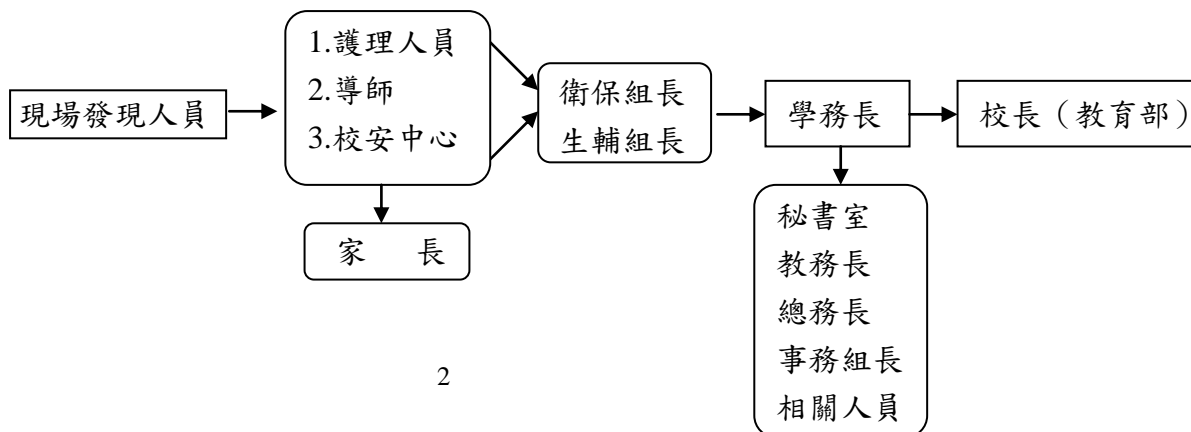 現場發現人員
1.護理人員
2.導師
3.校安中心
家 長
衛保組長
生輔組長
學務長
校長（教育部）
秘書室
教務長
總務長
事務組長
相關人員
2